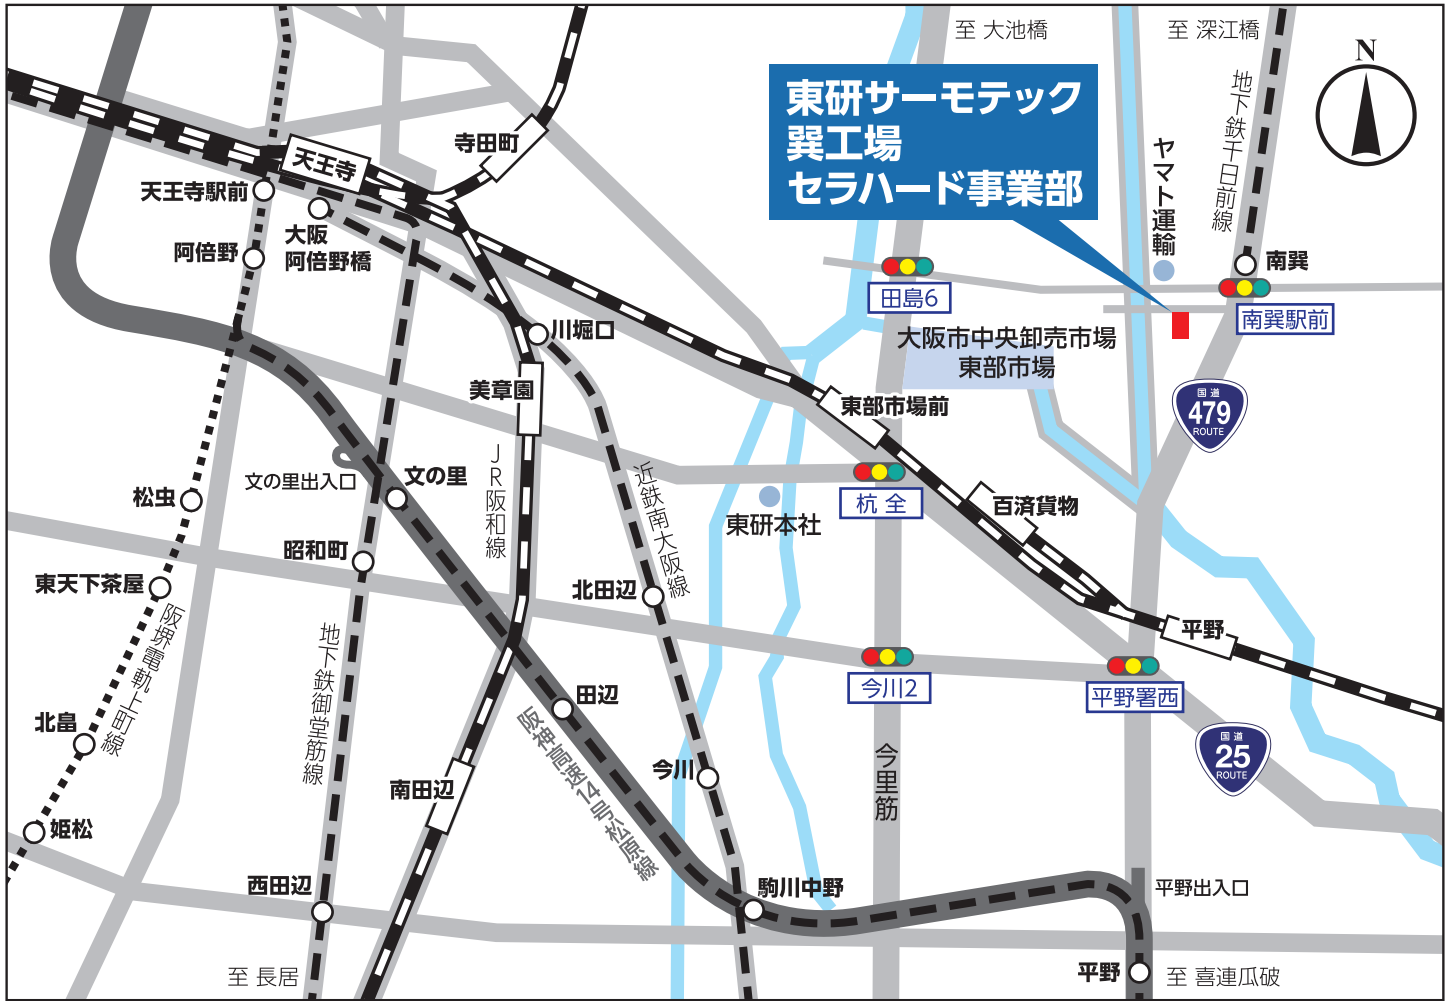 至 大池橋
至 深江橋
N
東研サーモテック
巽工場
セラハード事業部
地下鉄千日前線
ヤマト運輸
寺田町
天王寺
天王寺駅前
大阪
阿倍野橋
阿倍野
南巽
田島6
南巽駅前
川堀口
大阪市中央卸売市場
東部市場
美章園
東部市場前
国道
479
ROUTE
文の里出入口
文の里
JR阪和線
近鉄南大阪線
杭全
百済貨物
東研本社
松虫
昭和町
東天下茶屋
北田辺
阪堺電軌上町線
地下鉄御堂筋線
平野
今川2
平野署西
田辺
北畠
阪神高速14号松原線
国道
25
ROUTE
今里筋
南田辺
今川
姫松
西田辺
駒川中野
平野出入口
平野
至 長居
至 喜連瓜破